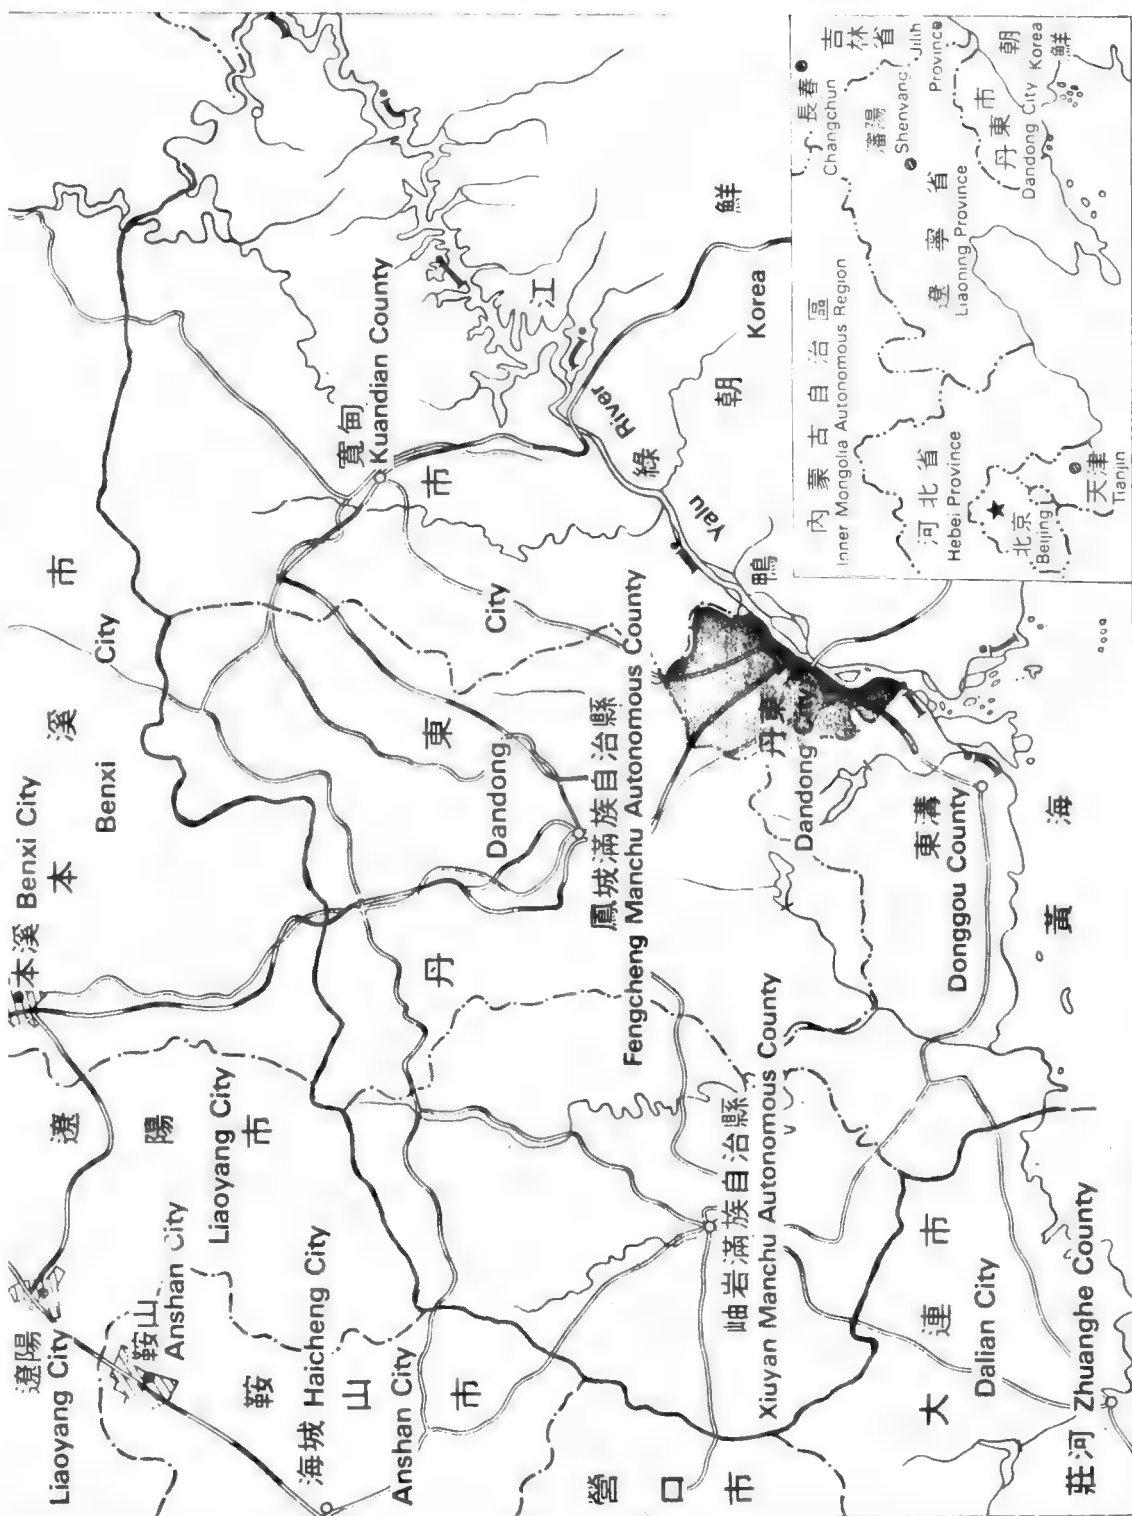 本溪 Benxi City
本溪市
Benxi City
遼陽
Liaoyang City
遼陽市
Liaoyang City
鞍山
Anshan City
海城 Haicheng City
鞍山市
Anshan City
營口市
寬甸
Kuandian County
丹東市
Dandong City
鳳城滿族自治縣
Fengcheng Manchu Autonomous County
岫岩滿族自治縣
Xiuyan Manchu Autonomous County
丹東
Dandong City
東溝
Donggou County
大連市
Dalian City
莊河 Zhuanghe County
鴨綠江
Yalu River
朝鮮
Korea
黃海
吉林省
Jilin Province
長春
Changchun
瀋陽
Shenyang
朝鮮
Korea
丹東市
Dandong City
遼寧省
Liaoning Province
內蒙古自治區
Inner Mongolia Autonomous Region
河北省
Hebei Province
北京
Beijing
天津
Tianjin